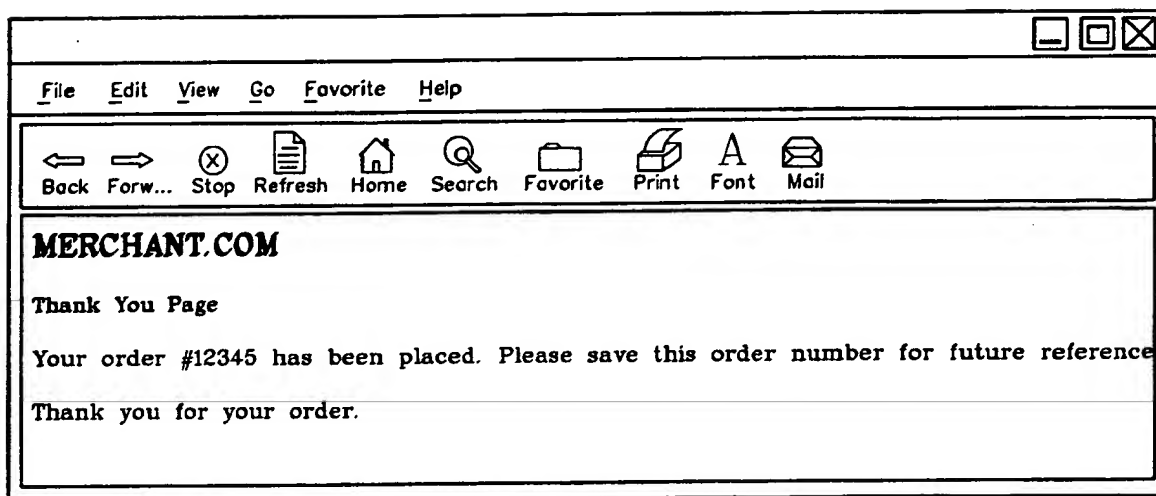 File Edit View Go Favorite Help
Back Forw... Stop Refresh Home Search Favorite Print Font Mail
MERCHANT.COM
Thank You Page
Your order #12345 has been placed. Please save this order number for future reference
Thank you for your order.